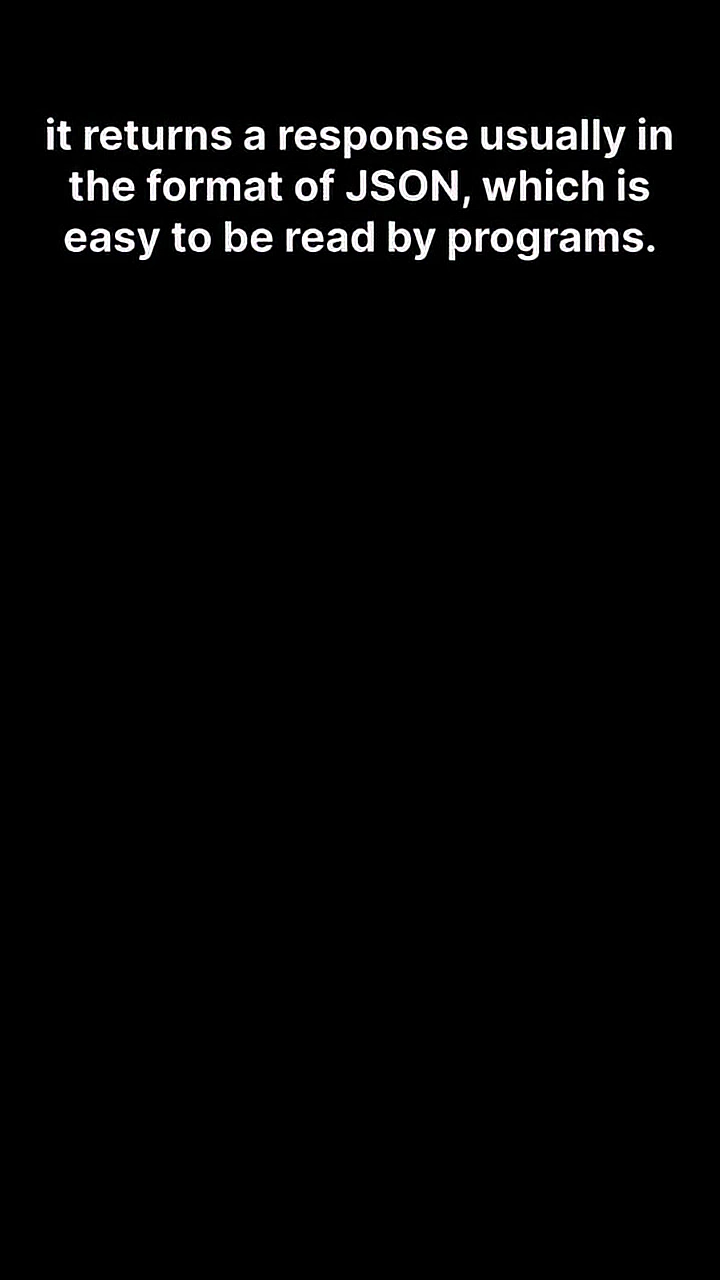 it returns a response usually in
the format of JSON, which is
easy to be read by programs.